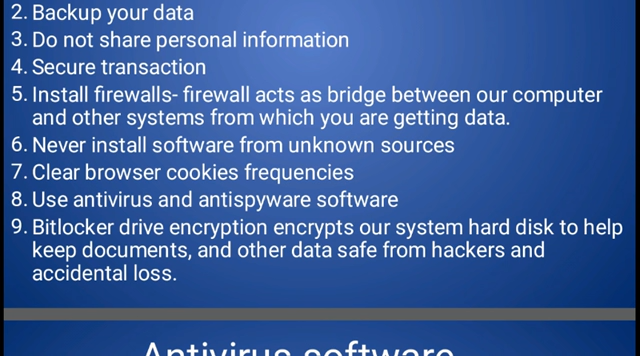 2. Backup your data
3. Do not share personal information
4. Secure transaction
5. Install firewalls- firewall acts as bridge between our computer
and other systems from which you are getting data.
6. Never install software from unknown sources
7. Clear browser cookies frequencies
8. Use antivirus and antispyware software
9. Bitlocker drive encryption encrypts our system hard disk to help
keep documents, and other data safe from hackers and
accidental loss.
Antivirus software